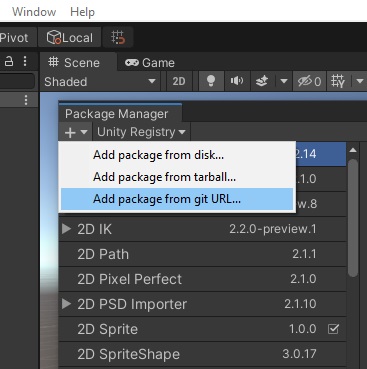 Window Help
Pivot Local
Scene Game
Shaded 2D 0
Package Manager
+ Unity Registry
Add package from disk... 2.14
Add package from tarball... .1.0
Add package from git URL... w.8
2D IK 2.2.0-preview.1
2D Path 2.1.1
2D Pixel Perfect 2.1.0
2D PSD Importer 2.1.10
2D Sprite 1.0.0
2D SpriteShape 3.0.17